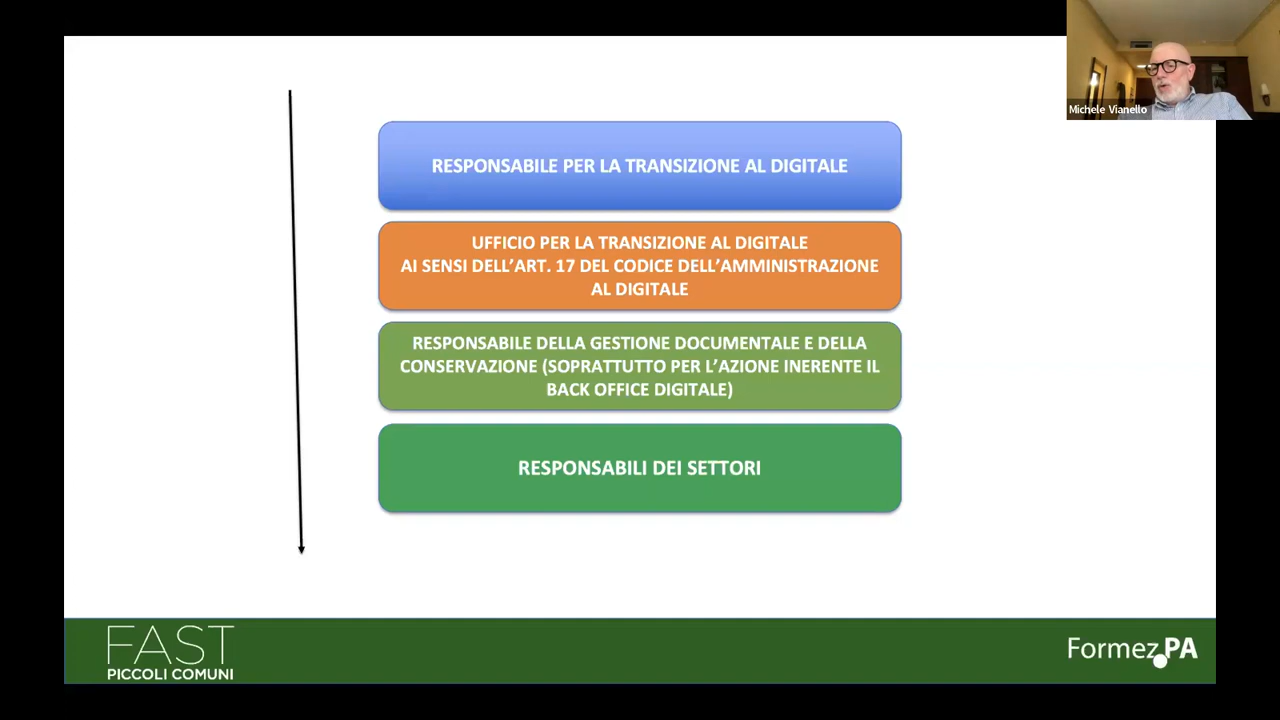 Michele Vianello
RESPONSABILE PER LA TRANSIZIONE AL DIGITALE
UFFICIO PER LA TRANSIZIONE AL DIGITALE
AI SENSI DELL’ART. 17 DEL CODICE DELL’AMMINISTRAZIONE
AL DIGITALE
RESPONSABILE DELLA GESTIONE DOCUMENTALE E DELLA
CONSERVAZIONE (SOPRATTUTTO PER L’AZIONE INERENTE IL
BACK OFFICE DIGITALE)
RESPONSABILI DEI SETTORI
FAST
PICCOLI COMUNI
Formez PA